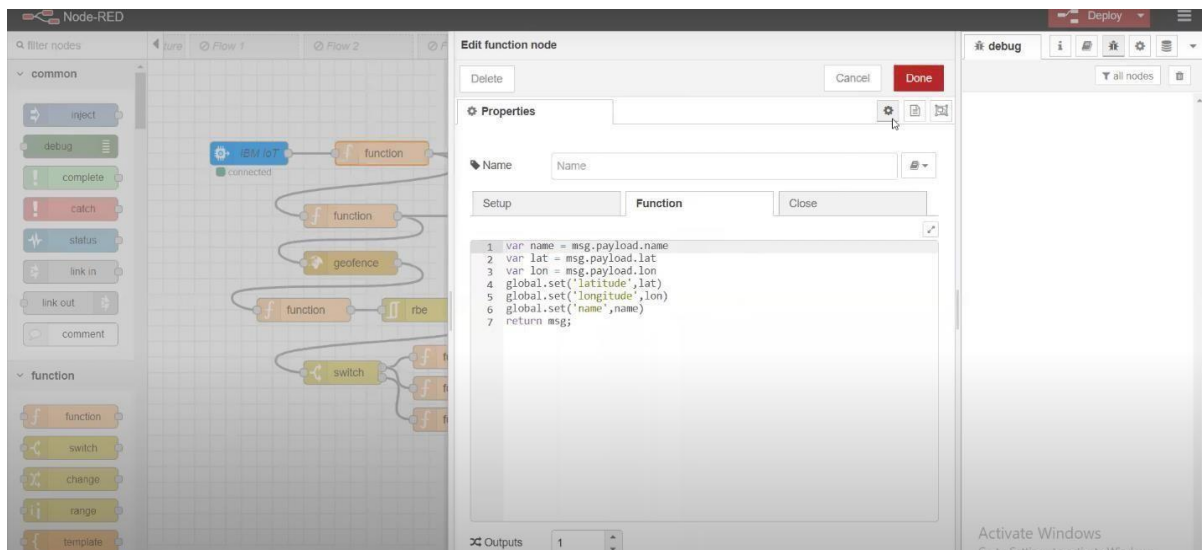 Node-RED
Deploy
filter nodes
Flow 1
Flow 2
common
inject
debug
complete
catch
status
link in
link out
comment
function
function
switch
change
range
template
IBM IoT
connected
function
function
geofence
function
rbe
switch
Edit function node
Delete
Cancel
Done
Properties
Name
Name
Setup
Function
Close
1 var name = msg.payload.name
2 var lat = msg.payload.lat
3 var lon = msg.payload.lon
4 global.set('latitude',lat)
5 global.set('longitude',lon)
6 global.set('name',name)
7 return msg;
Outputs
1
debug
i
all nodes
Activate Windows